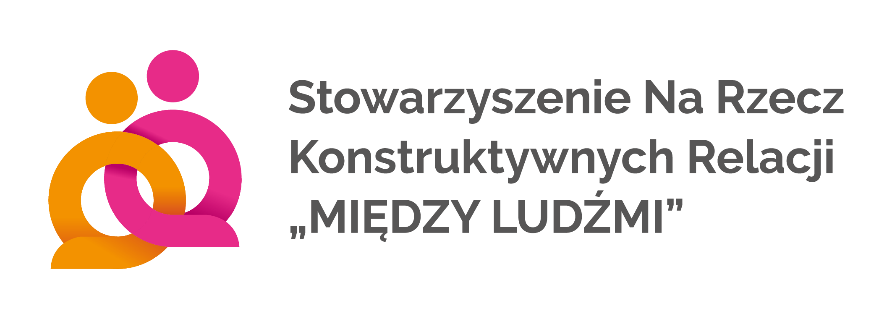 Stowarzyszenie Na Rzecz
Konstruktywnych Relacji
„MIĘDZY LUDŹMI”